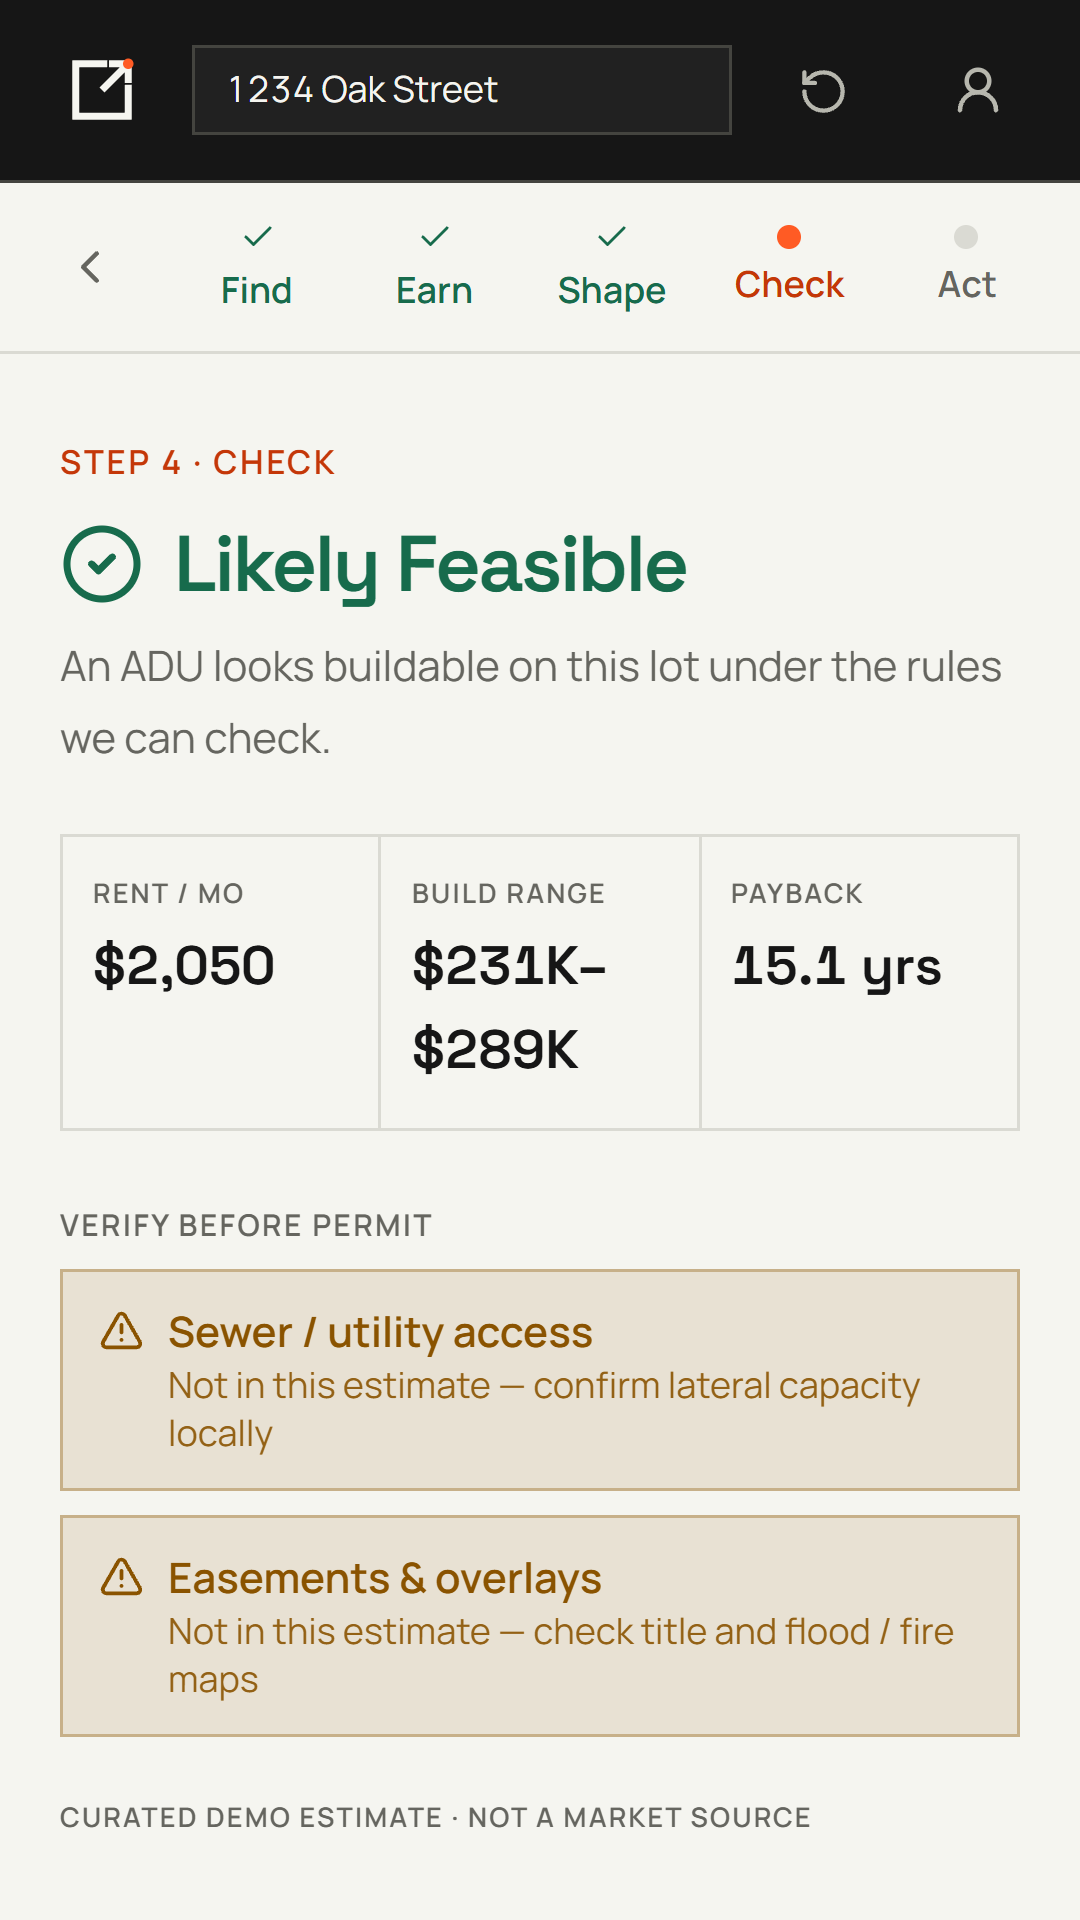 1234 Oak Street
Find
Earn
Shape
Check
Act
STEP 4 · CHECK
Likely Feasible
An ADU looks buildable on this lot under the rules
we can check.
RENT / MO
$2,050
BUILD RANGE
$231K–
$289K
PAYBACK
15.1 yrs
VERIFY BEFORE PERMIT
Sewer / utility access
Not in this estimate — confirm lateral capacity
locally
Easements & overlays
Not in this estimate — check title and flood / fire
maps
CURATED DEMO ESTIMATE · NOT A MARKET SOURCE